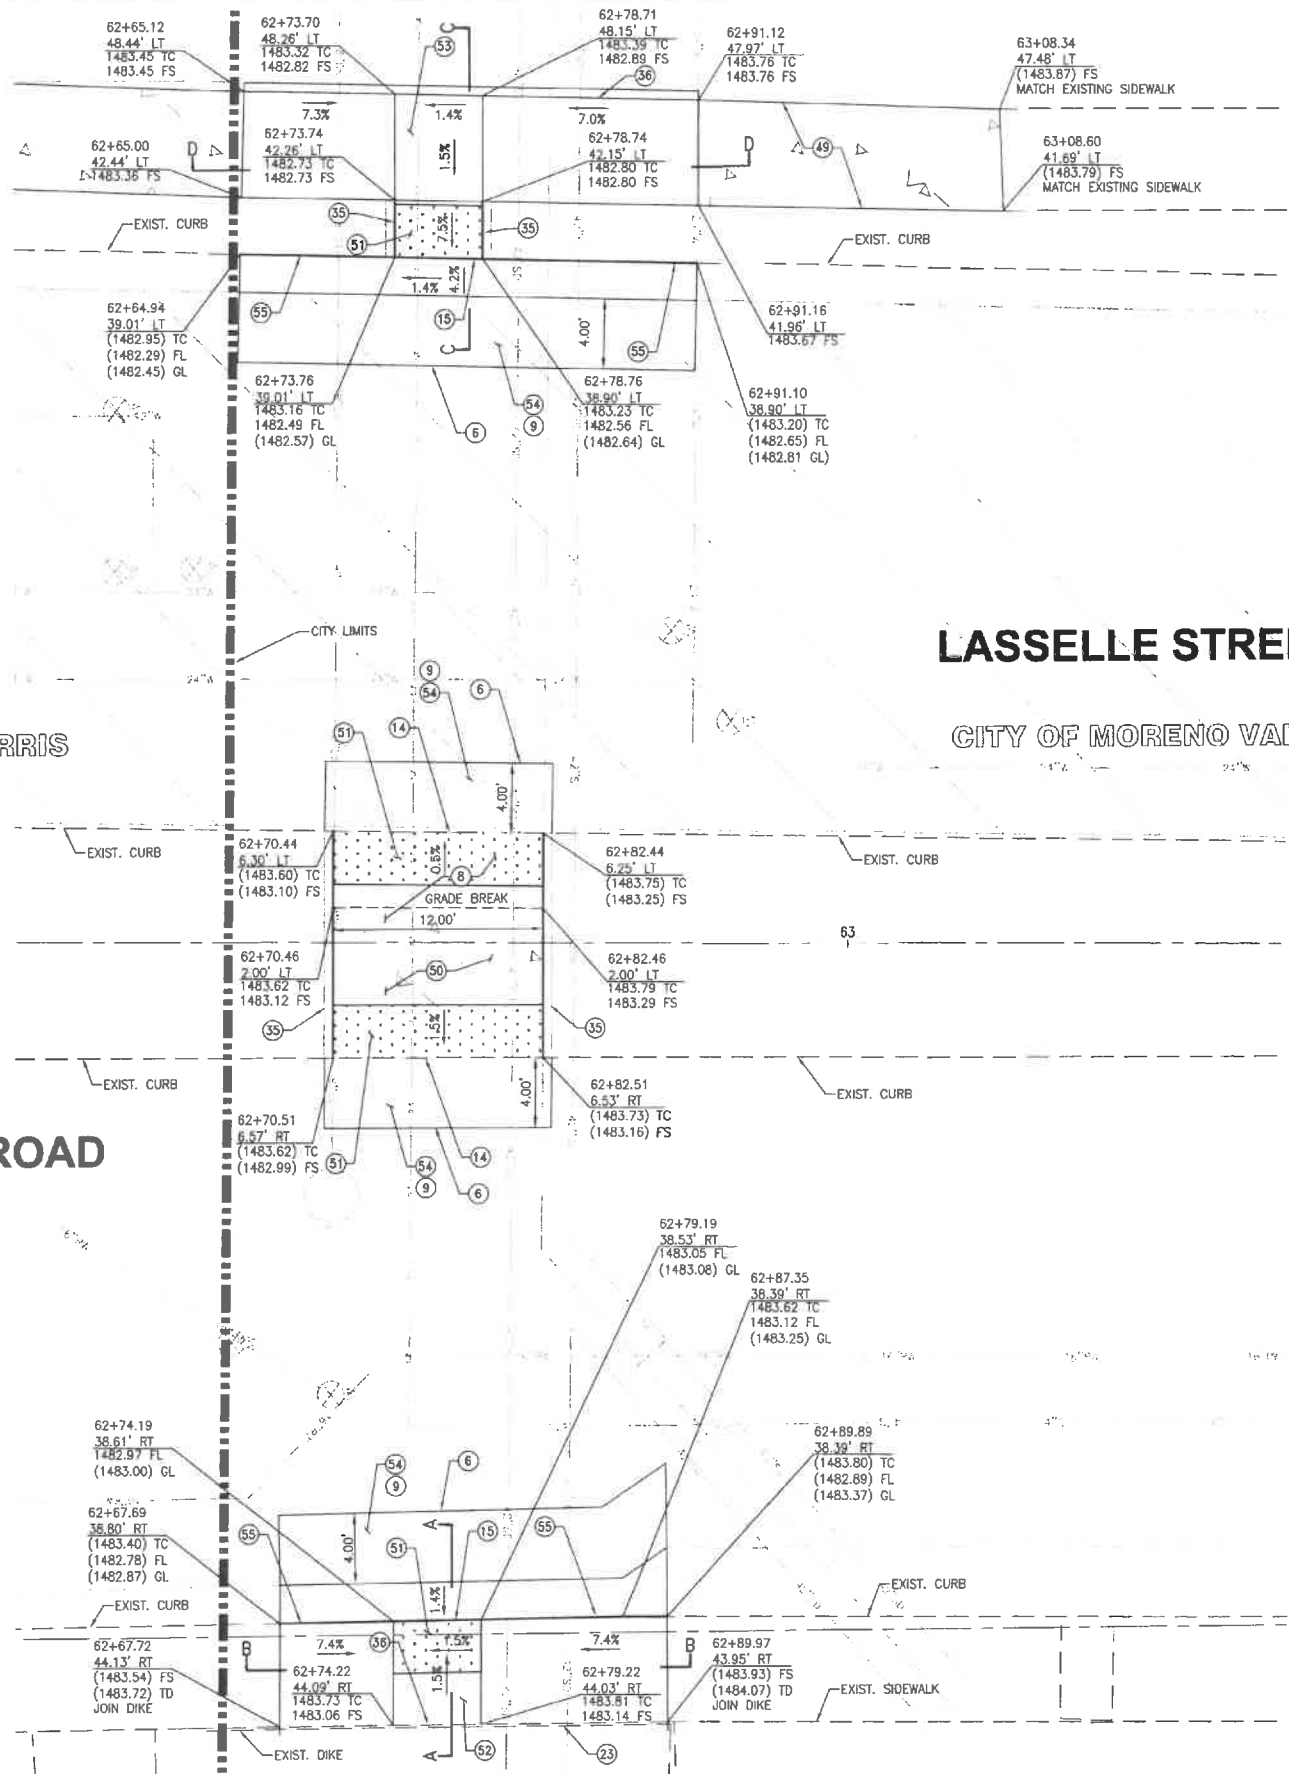 62+65.12
48.44' LT
1483.45 TC
1483.45 FS
62+73.70
48.26' LT
1483.32 TC
1482.82 FS
C
53
62+78.71
48.15' LT
1483.39 TC
1482.89 FS
36
62+91.12
47.97' LT
1483.76 TC
1483.76 FS
63+08.34
47.48' LT
(1483.87) FS
MATCH EXISTING SIDEWALK
7.3%
1.4%
7.0%
62+65.00
42.44' LT
1483.36 FS
D
62+73.74
42.26' LT
1482.73 TC
1482.73 FS
1.5%
62+78.74
42.15' LT
1482.80 TC
1482.80 FS
D
49
63+08.60
41.69' LT
(1483.79) FS
MATCH EXISTING SIDEWALK
EXIST. CURB
35
51
7.5%
35
EXIST. CURB
1.4%
4.2%
62+64.94
39.01' LT
(1482.95) TC
(1482.29) FL
(1482.45) GL
55
15
C
4.00'
55
62+91.16
41.96' LT
1483.67 FS
62+73.76
39.01' LT
1483.16 TC
1482.49 FL
(1482.57) GL
6
54
9
62+78.76
38.90' LT
1483.23 TC
1482.56 FL
(1482.64) GL
62+91.10
38.90' LT
(1483.20) TC
(1482.65) FL
(1482.81 GL)
CITY LIMITS
LASSELLE STREE
RRIS
CITY OF MORENO VAL
9
54
6
51
14
4.00'
EXIST. CURB
62+70.44
6.30' LT
(1483.60) TC
(1483.10) FS
0.5%
8
62+82.44
6.25' LT
(1483.75) TC
(1483.25) FS
EXIST. CURB
GRADE BREAK
12.00'
63
62+70.46
2.00' LT
1483.62 TC
1483.12 FS
50
62+82.46
2.00' LT
1483.79 TC
1483.29 FS
35
1.5%
35
EXIST. CURB
4.00'
62+82.51
6.53' RT
(1483.73) TC
(1483.16) FS
EXIST. CURB
62+70.51
6.57' RT
(1483.62) TC
(1482.99) FS
51
54
9
14
6
ROAD
62+79.19
38.53' RT
1483.05 FL
(1483.08) GL
62+87.35
38.39' RT
1483.62 TC
1483.12 FL
(1483.25) GL
62+74.19
38.61' RT
1482.97 FL
(1483.00) GL
54
9
6
62+89.89
38.39' RT
(1483.80) TC
(1482.89) FL
(1483.37) GL
62+67.69
38.80' RT
(1483.40) TC
(1482.78) FL
(1482.87) GL
55
4.00'
A
51
15
55
1.4%
EXIST. CURB
EXIST. CURB
62+67.72
44.13' RT
(1483.54) FS
(1483.72) TD
JOIN DIKE
B
7.4%
36
1.5%
7.4%
B
62+74.22
44.09' RT
1483.73 TC
1483.06 FS
1.5%
62+79.22
44.03' RT
1483.81 TC
1483.14 FS
62+89.97
43.95' RT
(1483.93) FS
(1484.07) TD
JOIN DIKE
EXIST. SIDEWALK
EXIST. DIKE
A
52
23